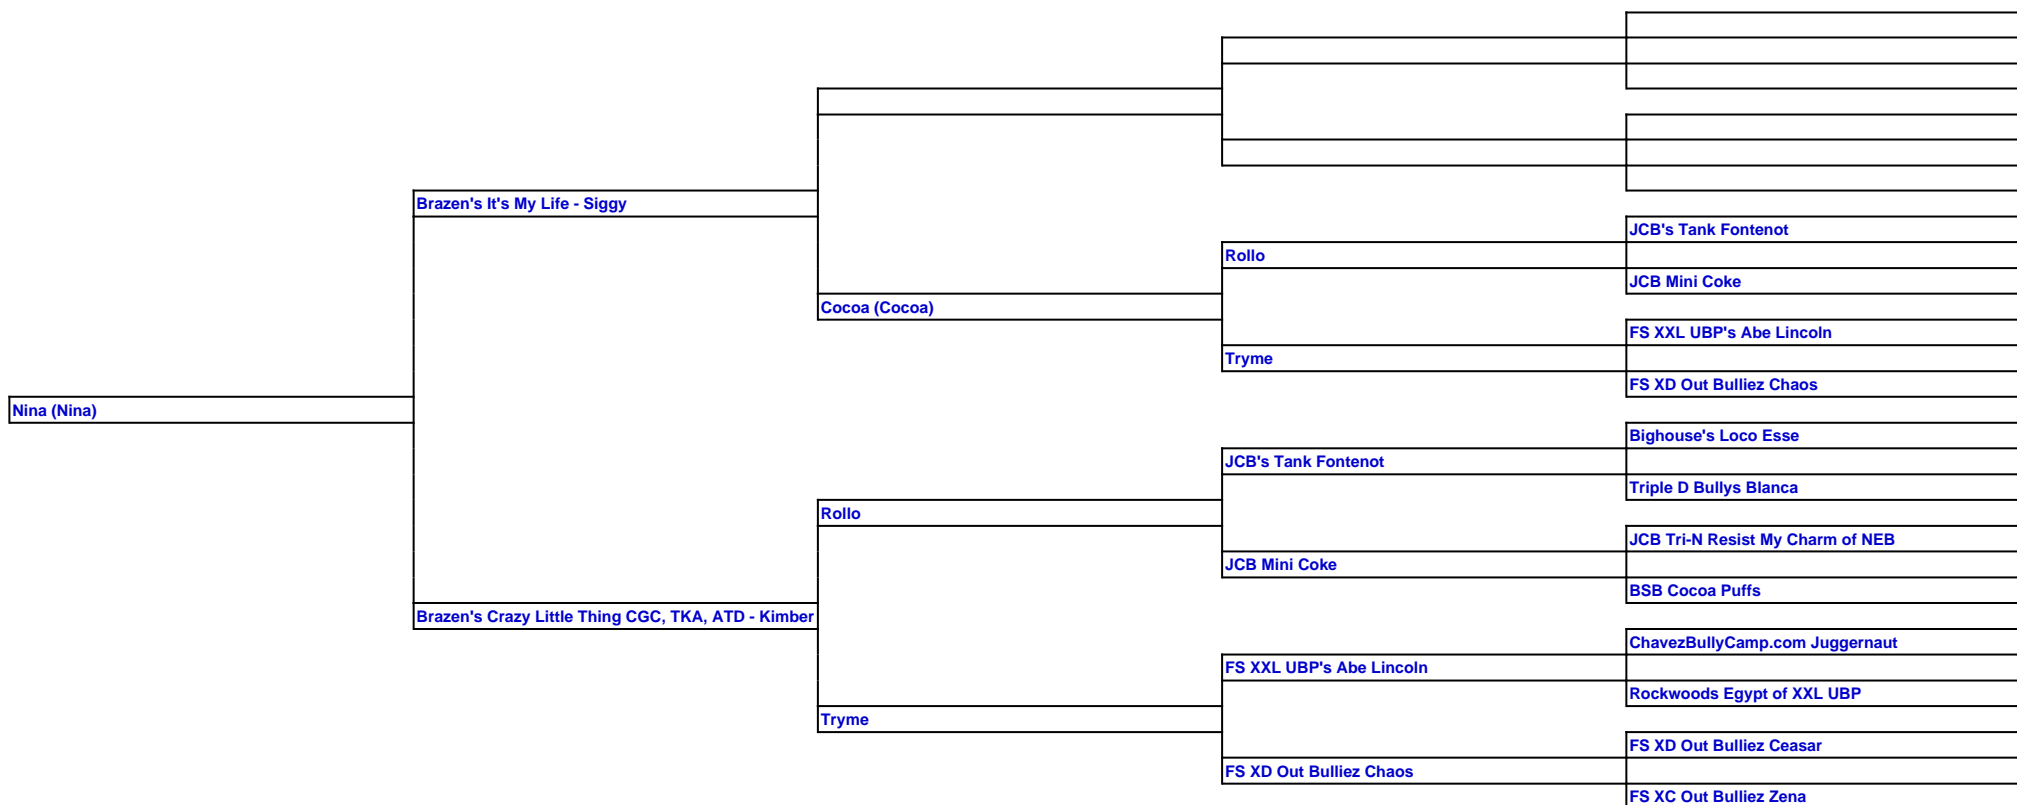 Brazen's It's My Life - Siggy
JCB's Tank Fontenot
Rollo
JCB Mini Coke
Cocoa (Cocoa)
FS XXL UBP's Abe Lincoln
Tryme
FS XD Out Bulliez Chaos
Nina (Nina)
Bighouse's Loco Esse
JCB's Tank Fontenot
Triple D Bullys Blanca
Rollo
JCB Tri-N Resist My Charm of NEB
JCB Mini Coke
BSB Cocoa Puffs
Brazen's Crazy Little Thing CGC, TKA, ATD - Kimber
ChavezBullyCamp.com Juggernaut
FS XXL UBP's Abe Lincoln
Rockwoods Egypt of XXL UBP
Tryme
FS XD Out Bulliez Ceasar
FS XD Out Bulliez Chaos
FS XC Out Bulliez Zena